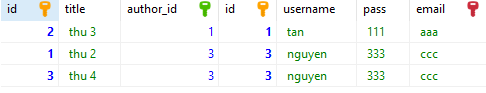 id title author_id id username pass email
2 thu 3 1 1 tan 111 aaa
1 thu 2 3 3 nguyen 333 ccc
3 thu 4 3 3 nguyen 333 ccc